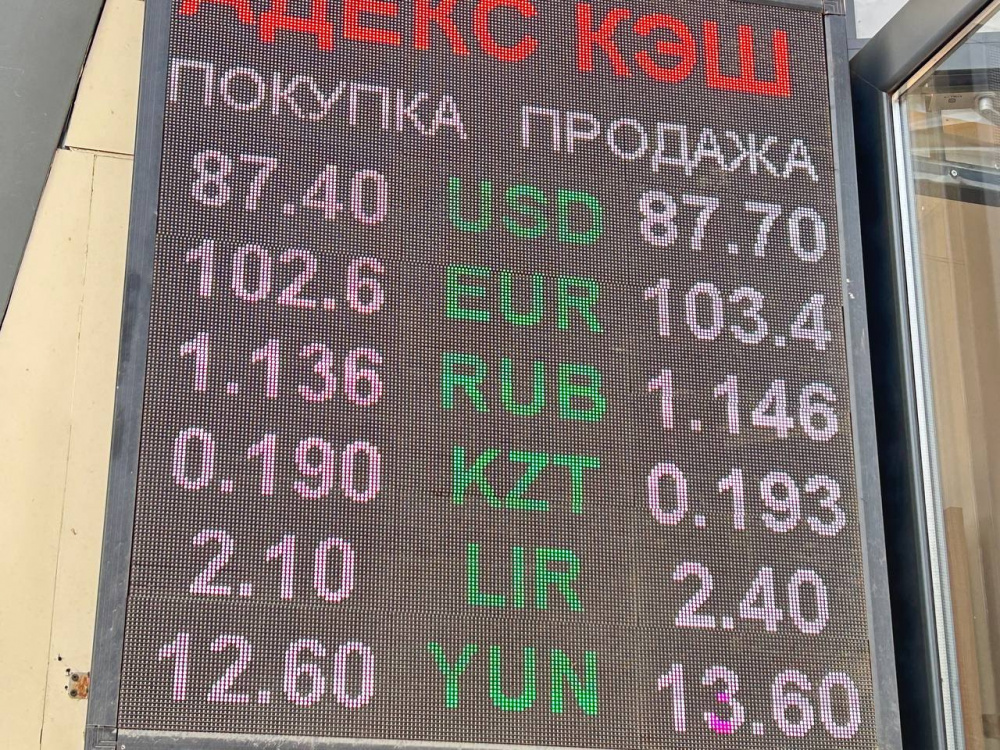 АДЕКС КЭШ
ПОКУПКА ПРОДАЖА
87.40 USD 87.70
102.6 EUR 103.4
1.136 RUB 1.146
0.190 KZT 0.193
2.10 LIR 2.40
12.60 YUN 13.60